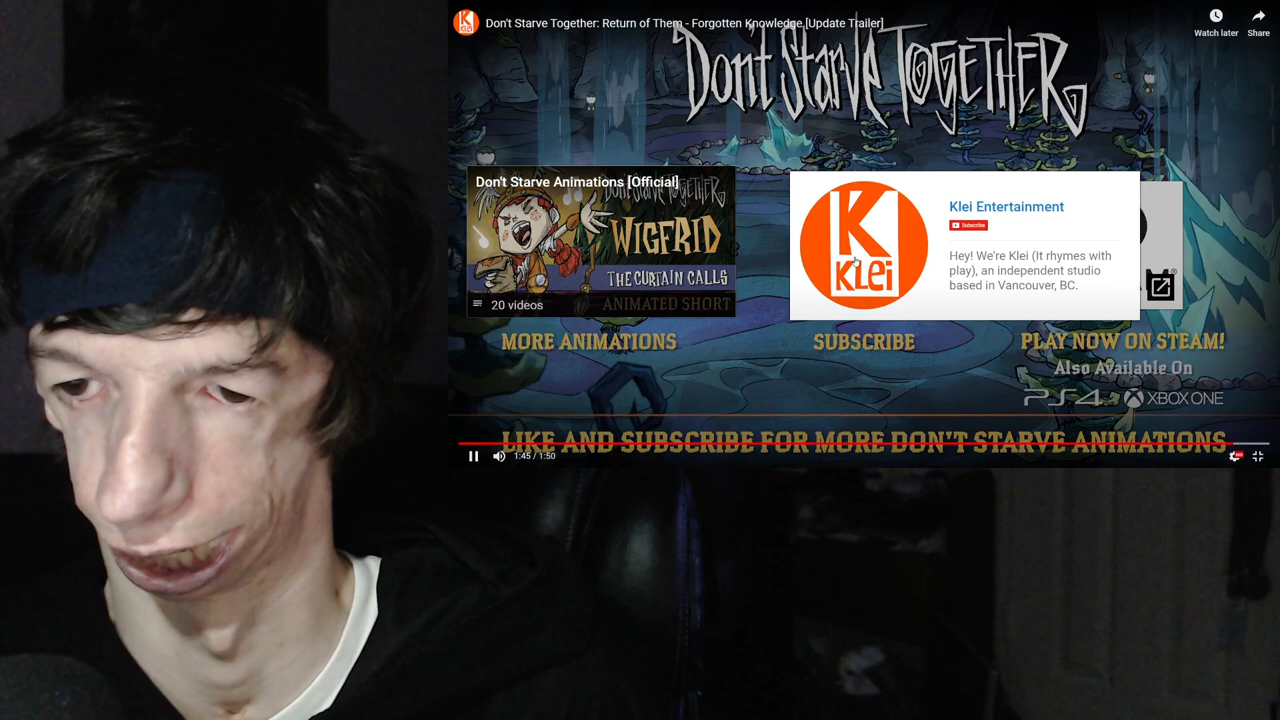 Don't Starve Together: Return of Them - Forgotten Knowledge [Update Trailer]
Watch later
Share
DON'T STARVE TOGETHER
Don't Starve Animations [Official]
DON'T STARVE TOGETHER
WIGFRID
THE CURTAIN CALLS
ANIMATED SHORT
20 videos
K
KLEi
Klei Entertainment
Subscribe
Hey! We're Klei (It rhymes with
play), an independent studio
based in Vancouver, BC.
MORE ANIMATIONS
SUBSCRIBE
PLAY NOW ON STEAM!
Also Available On
PS4
XBOX ONE
LIKE AND SUBSCRIBE FOR MORE DON'T STARVE ANIMATIONS
1:45 / 1:50